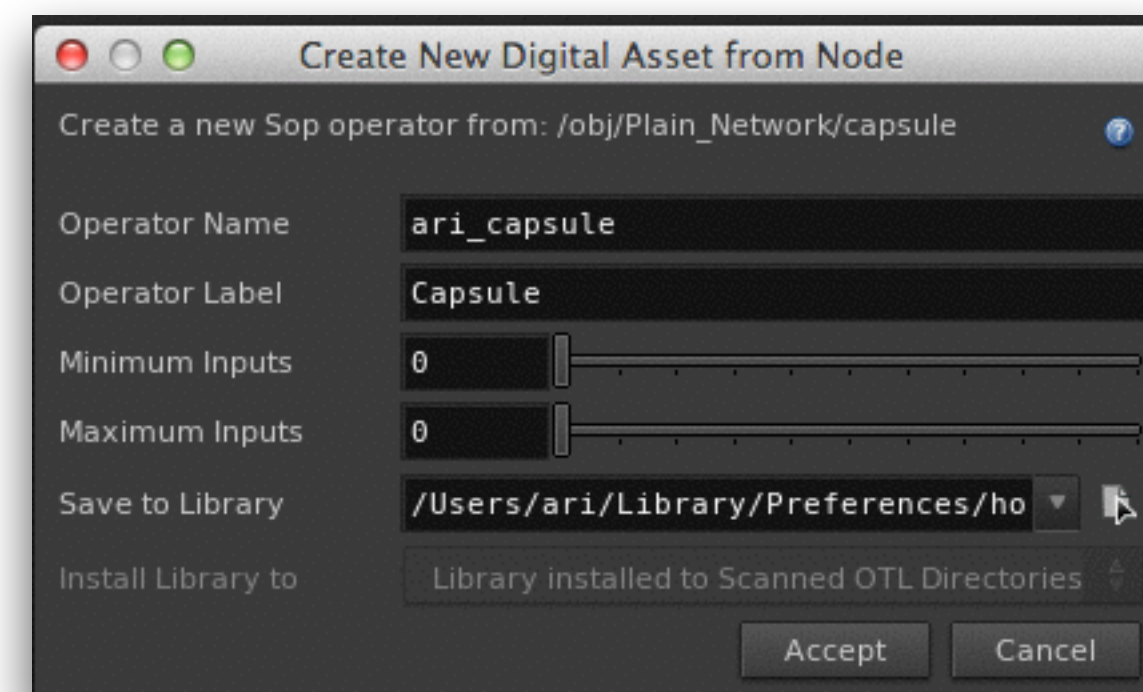 Create New Digital Asset from Node
Create a new Sop operator from: /obj/Plain_Network/capsule
?
Operator Name ari_capsule
Operator Label Capsule
Minimum Inputs 0
Maximum Inputs 0
Save to Library /Users/ari/Library/Preferences/ho
Install Library to Library installed to Scanned OTL Directories
Accept Cancel